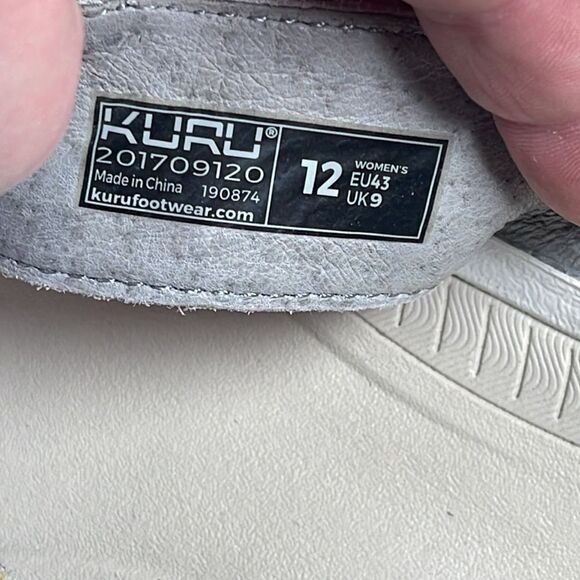 KURU®
201709120
Made in China 190874
kurufootwear.com
12
WOMEN'S
EU43
UK9